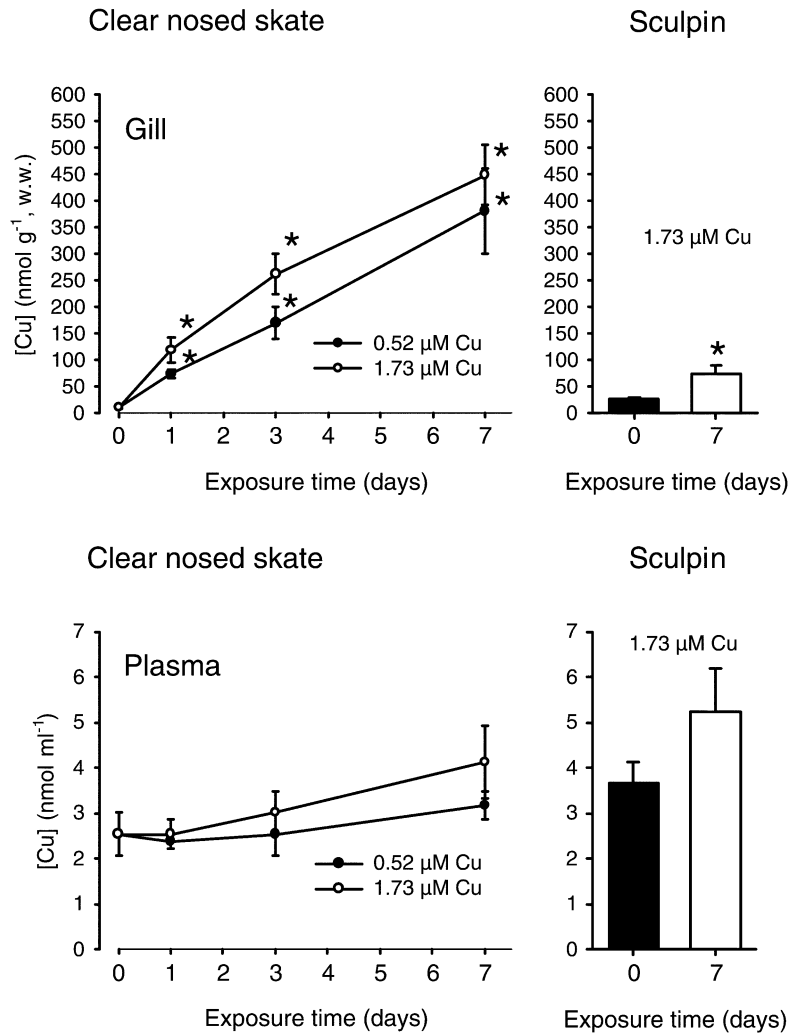 Clear nosed skate
Sculpin
Gill
[Cu] (nmol g-1, w.w.)
600
550
500
450
400
350
300
250
200
150
100
50
0
*
*
*
*
*
*
0.52 µM Cu
1.73 µM Cu
0 1 2 3 4 5 6 7
Exposure time (days)
600
550
500
450
400
350
300
250
200
150
100
50
0
1.73 µM Cu
*
0 7
Exposure time (days)
Clear nosed skate
Sculpin
Plasma
[Cu] (nmol ml-1)
7
6
5
4
3
2
1
0
0.52 µM Cu
1.73 µM Cu
0 1 2 3 4 5 6 7
Exposure time (days)
7
6
5
4
3
2
1
0
1.73 µM Cu
0 7
Exposure time (days)